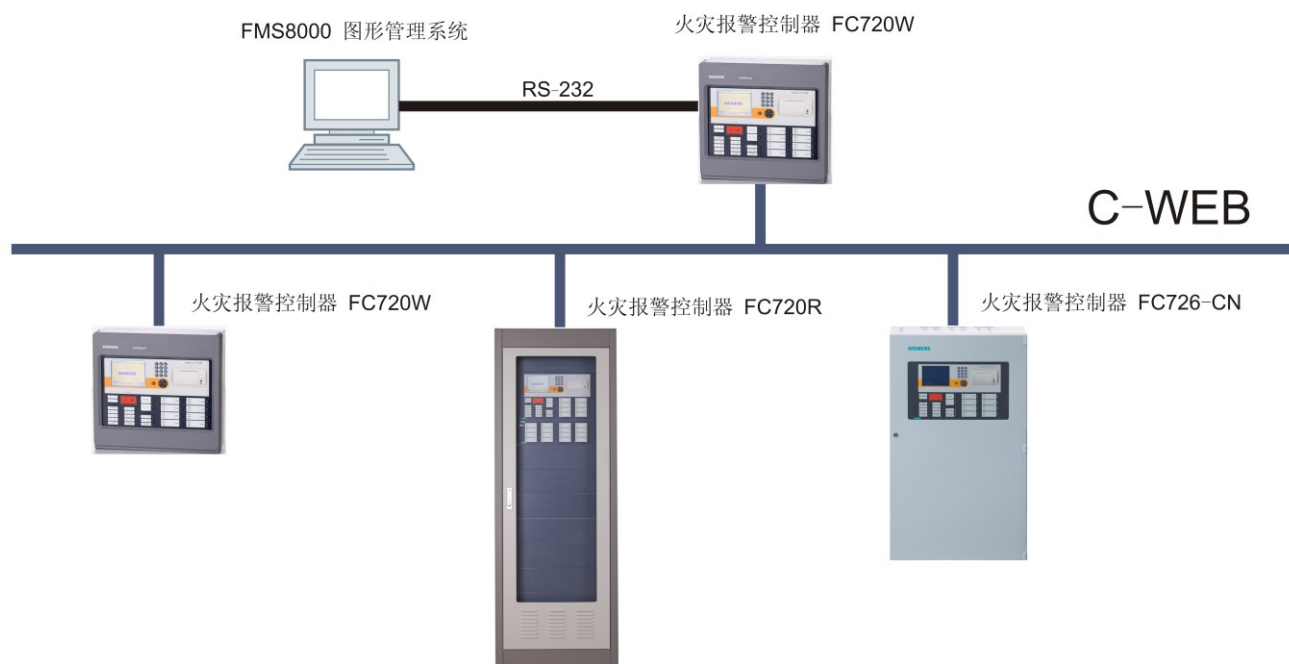 FMS8000 图形管理系统
火灾报警控制器 FC720W
RS-232
C-WEB
火灾报警控制器 FC720W
火灾报警控制器 FC720R
火灾报警控制器 FC726-CN
SIEMENS
SIEMENS
SIEMENS